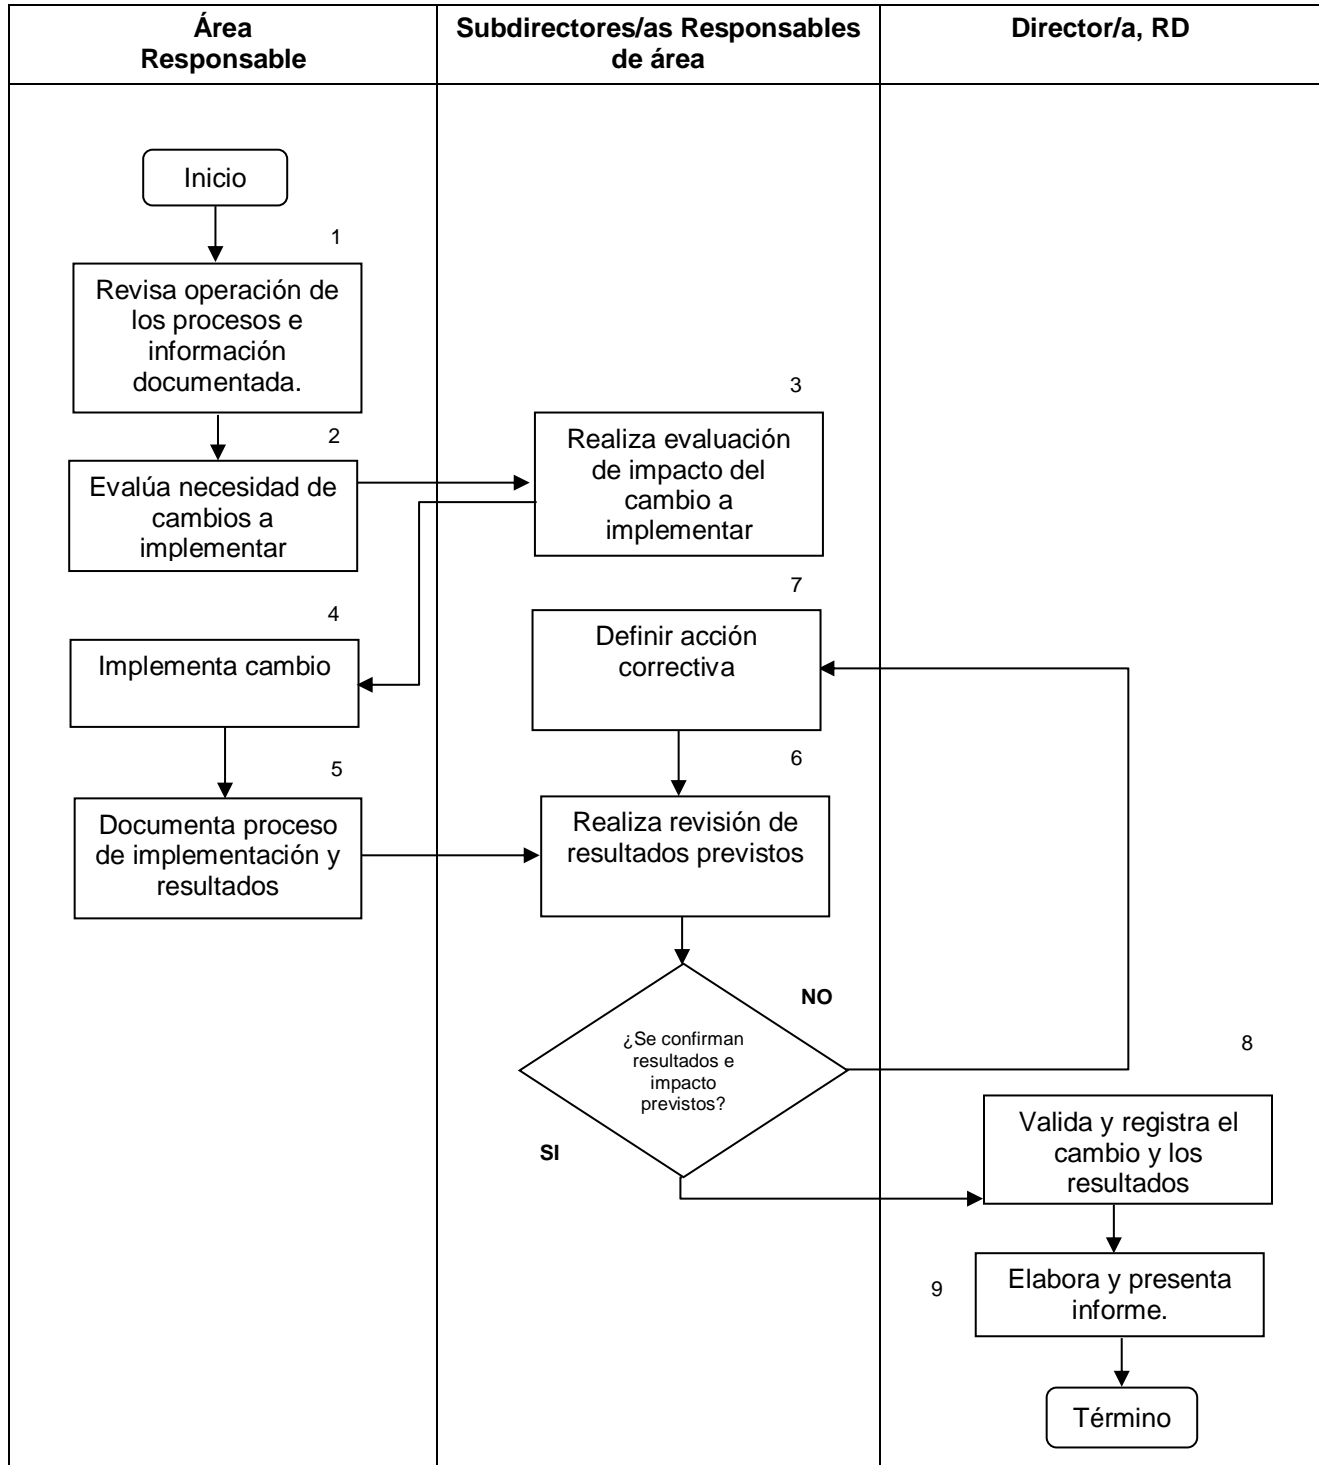 Área
Responsable
Subdirectores/as Responsables
de área
Director/a, RD
Inicio
1
Revisa operación de
los procesos e
información
documentada.
2
Evalúa necesidad de
cambios a
implementar
3
Realiza evaluación
de impacto del
cambio a
implementar
4
Implementa cambio
5
Documenta proceso
de implementación y
resultados
7
Definir acción
correctiva
6
Realiza revisión de
resultados previstos
¿Se confirman
resultados e
impacto
previstos?
NO
SI
8
Valida y registra el
cambio y los
resultados
9
Elabora y presenta
informe.
Término